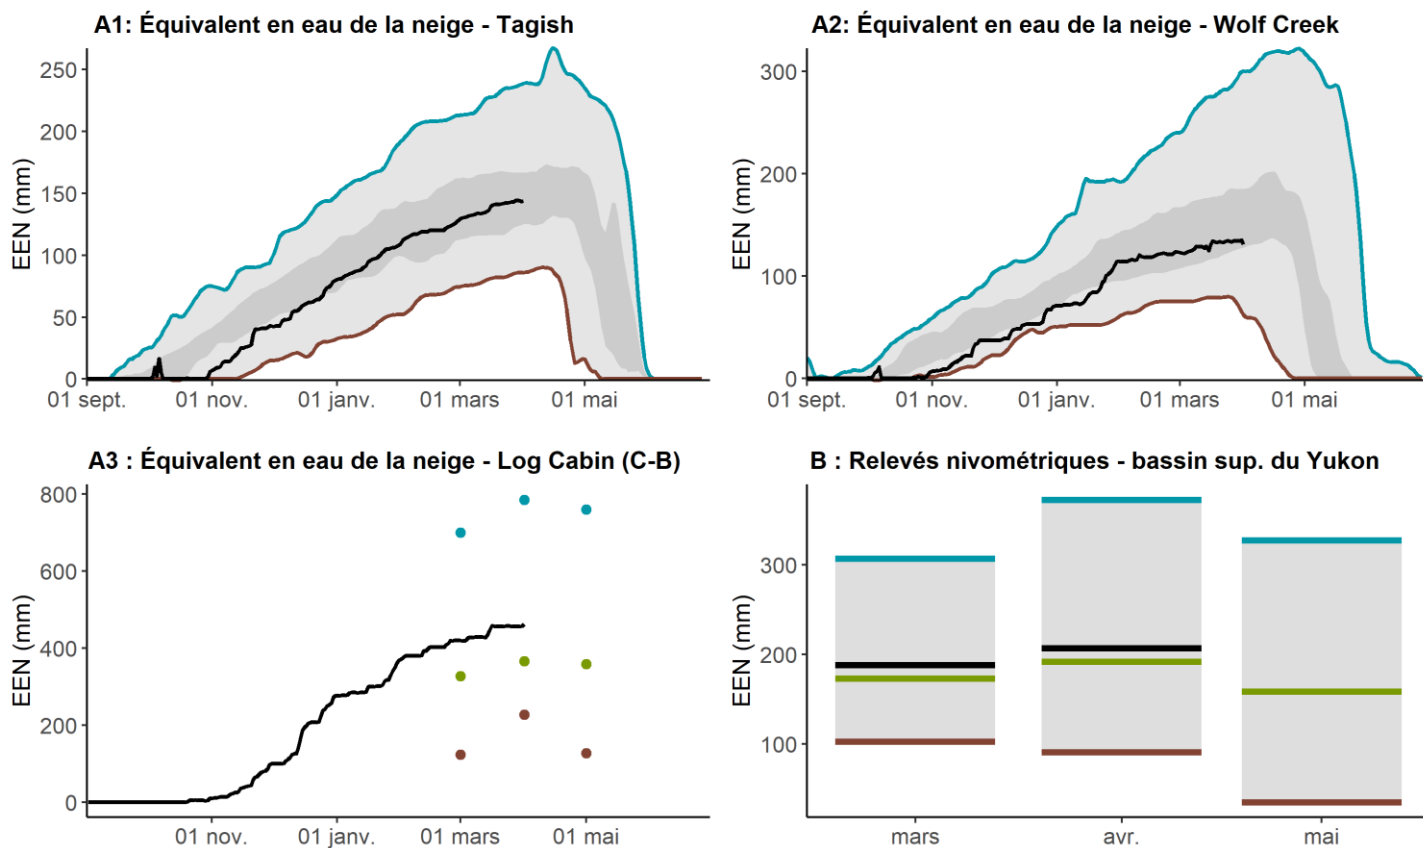 A1: Équivalent en eau de la neige - Tagish
EEN (mm)
250
200
150
100
50
0
01 sept.
01 nov.
01 janv.
01 mars
01 mai
A2: Équivalent en eau de la neige - Wolf Creek
EEN (mm)
300
200
100
0
01 sept.
01 nov.
01 janv.
01 mars
01 mai
A3 : Équivalent en eau de la neige - Log Cabin (C-B)
EEN (mm)
800
600
400
200
0
01 nov.
01 janv.
01 mars
01 mai
B : Relevés nivométriques - bassin sup. du Yukon
EEN (mm)
300
200
100
mars
avr.
mai